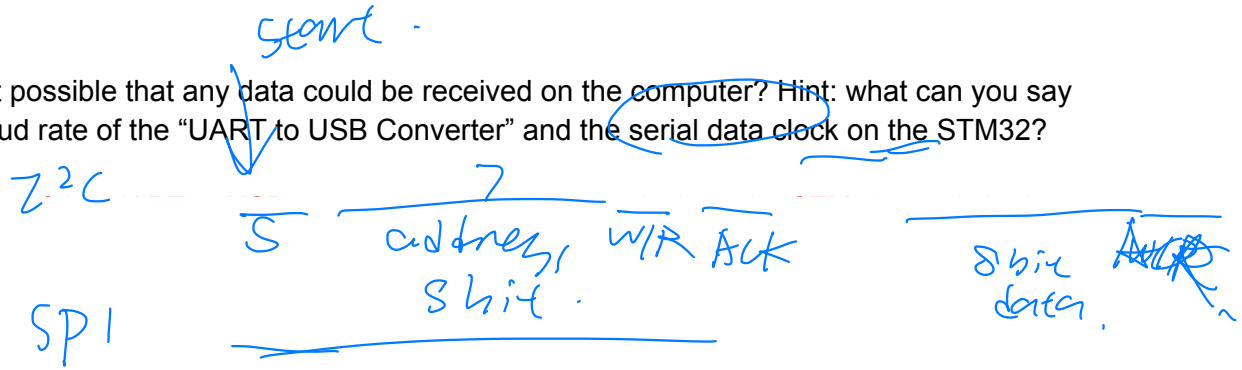 start.
t possible that any data could be received on the computer? Hint: what can you say
ud rate of the “UART to USB Converter” and the serial data clock on the STM32?
I²C
7
S address, W/R ACK 8 bit
8 bit. data.
SPI